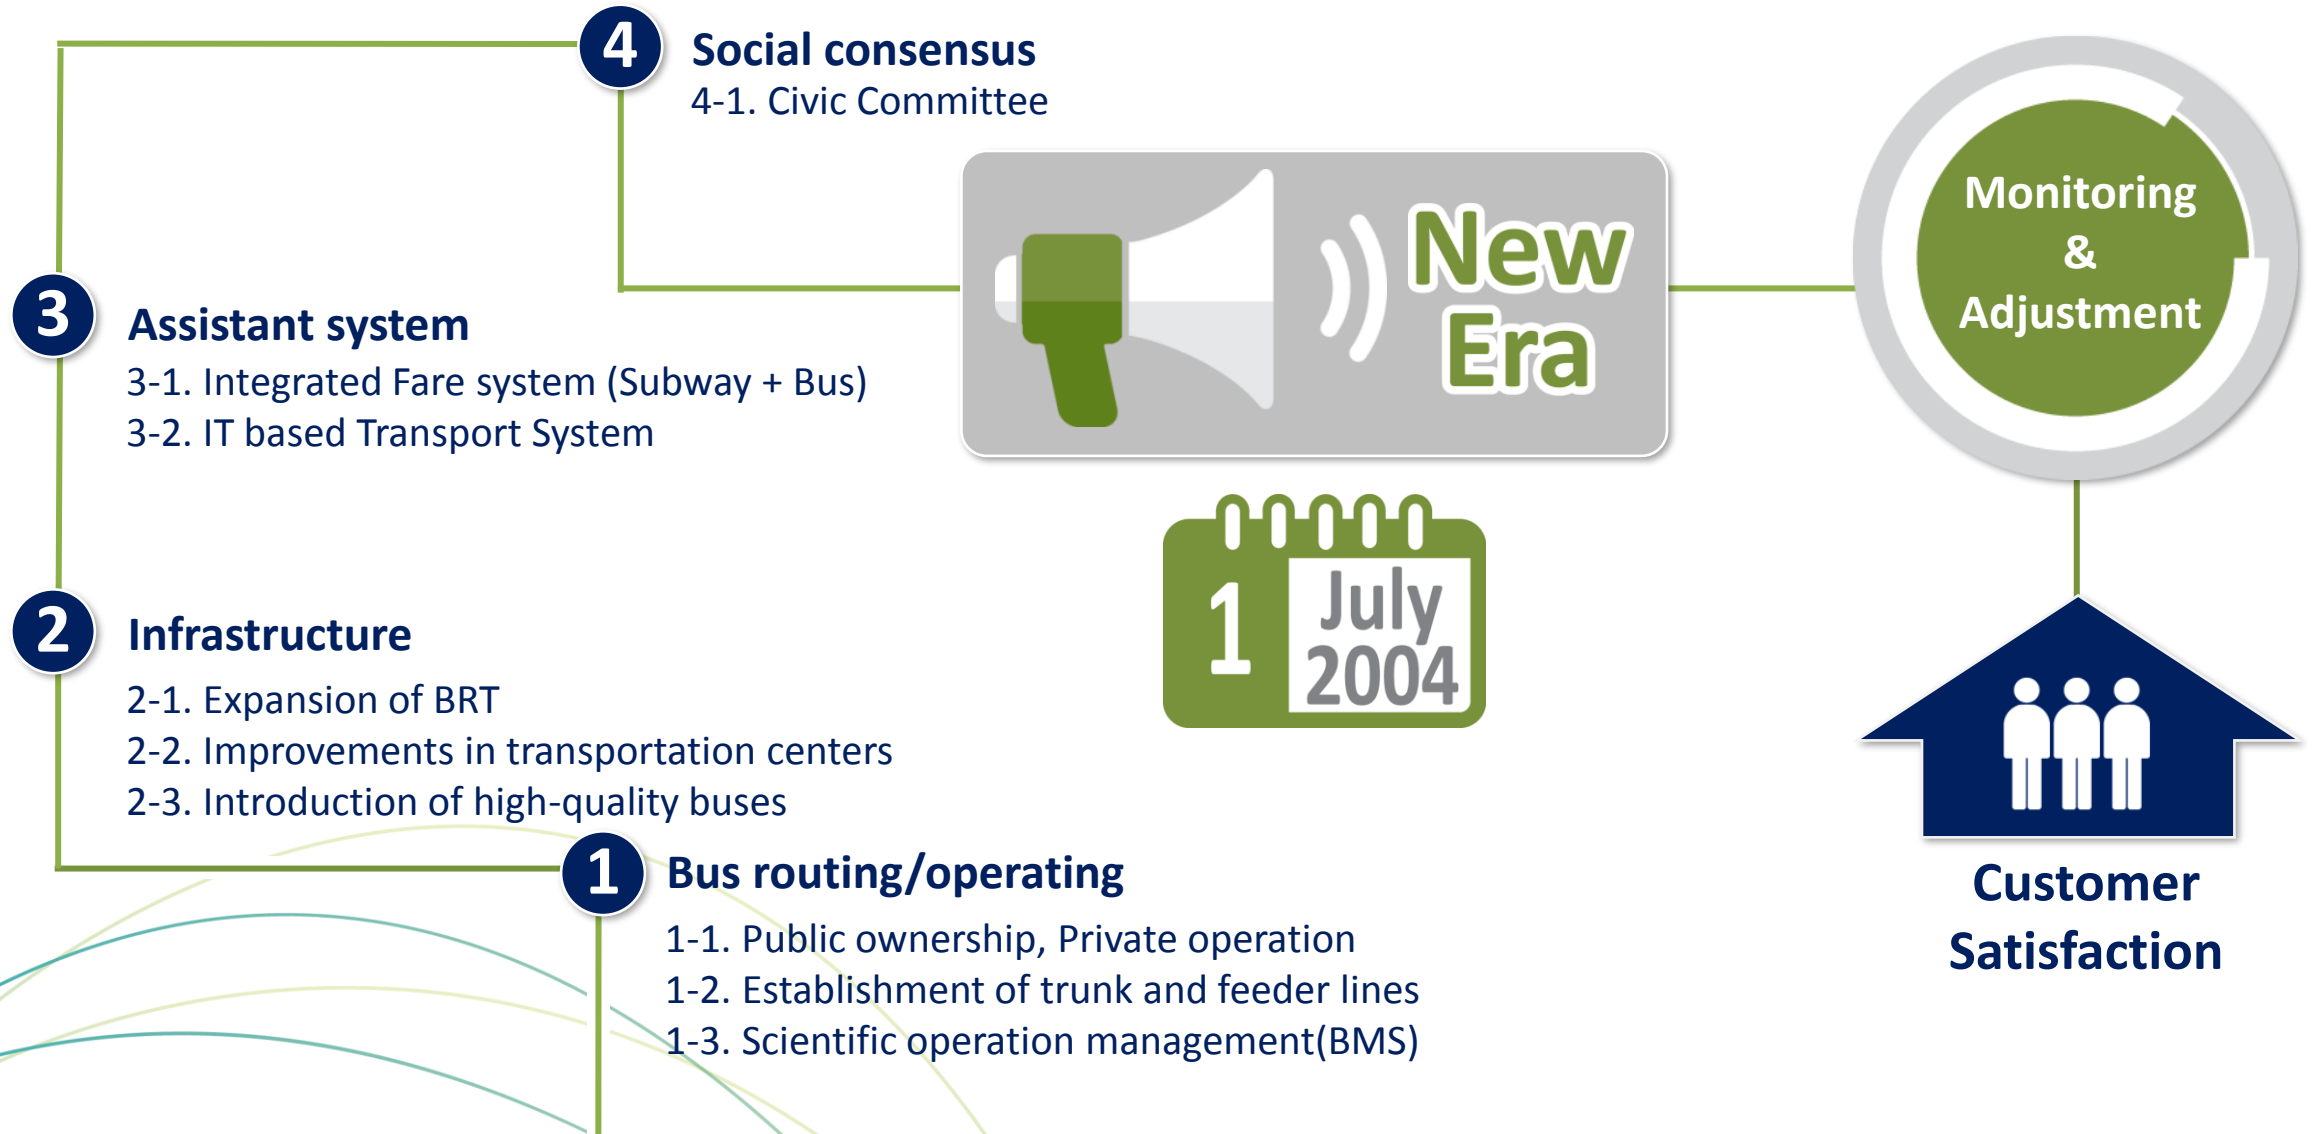 4
Social consensus
4-1. Civic Committee
3
Assistant system
3-1. Integrated Fare system (Subway + Bus)
3-2. IT based Transport System
2
Infrastructure
2-1. Expansion of BRT
2-2. Improvements in transportation centers
2-3. Introduction of high-quality buses
1
Bus routing/operating
1-1. Public ownership, Private operation
1-2. Establishment of trunk and feeder lines
1-3. Scientific operation management(BMS)
New
Era
1
July
2004
Monitoring
&
Adjustment
Customer
Satisfaction